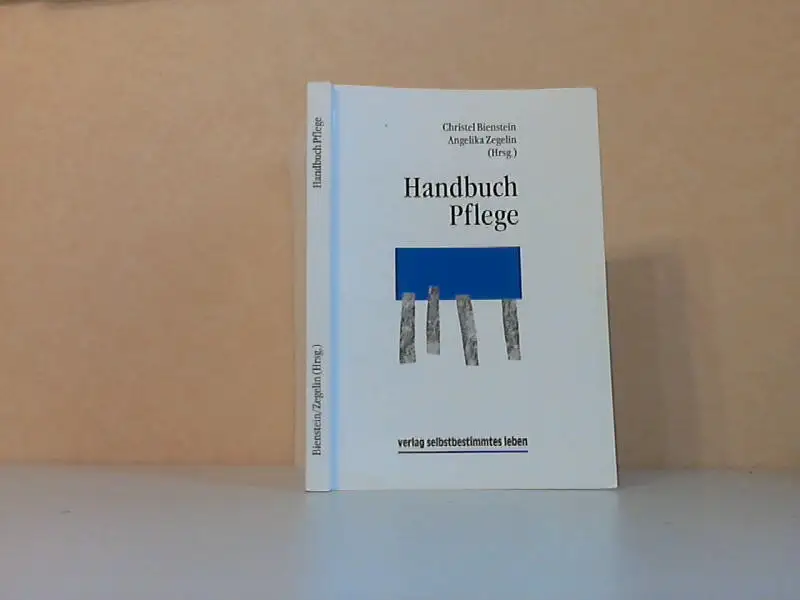 Handbuch Pflege
Bienstein/Zegelin (Hrsg.)
Christel Bienstein
Angelika Zegelin
(Hrsg.)
Handbuch
Pflege
verlag selbstbestimmtes leben